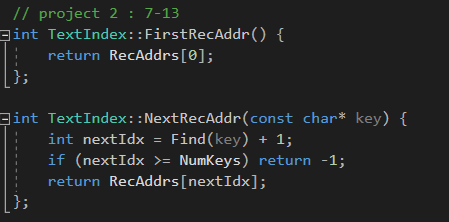 // project 2 : 7-13
int TextIndex::FirstRecAddr() {
    return RecAddrs[0];
};

int TextIndex::NextRecAddr(const char* key) {
    int nextIdx = Find(key) + 1;
    if (nextIdx >= NumKeys) return -1;
    return RecAddrs[nextIdx];
};